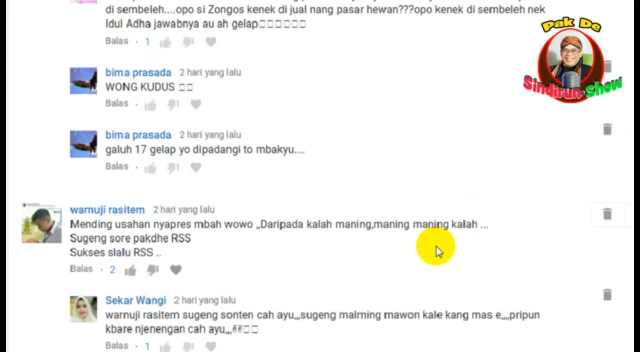 di sembeleh....opo si Zongos kenek di jual nang pasar hewan???opo kenek di sembeleh nek
Idul Adha jawabnya au ah gelap□□□□□□
Balas · 1
Pak De
Sindirun Show
bima prasada 2 hari yang lalu
WONG KUDUS □□
Balas ·
bima prasada 2 hari yang lalu
galuh 17 gelap yo dipadangi to mbakyu....
Balas ·
warnuji rasitem 2 hari yang lalu
Mending usahan nyapres mbah wowo ,,Daripada kalah maning,maning maning kalah ...
Sugeng sore pakdhe RSS
Sukses slalu RSS ..
Balas · 2
Sekar Wangi 2 hari yang lalu
warnuji rasitem sugeng sonten cah ayu,,,sugeng malming mawon kale kang mas e,,,,pripun
kbare njenengan cah ayu,,,✌✌□□
Balas · 1